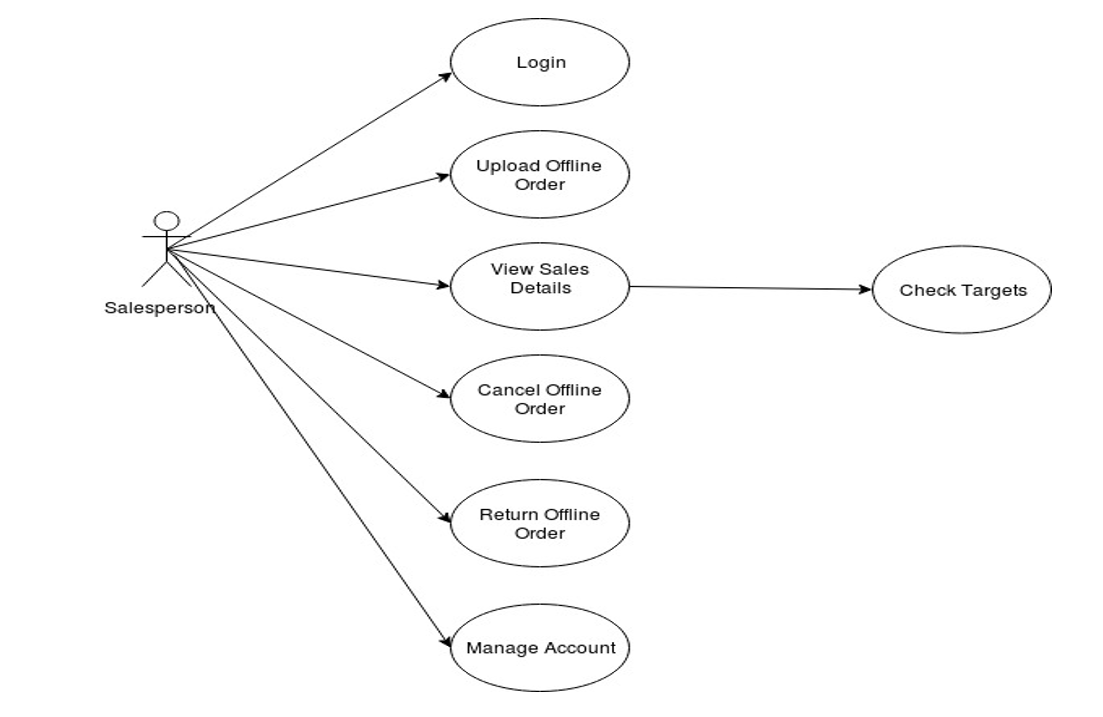 Login
Upload Offline
Order
View Sales
Details
Check Targets
Salesperson
Cancel Offline
Order
Return Offline
Order
Manage Account